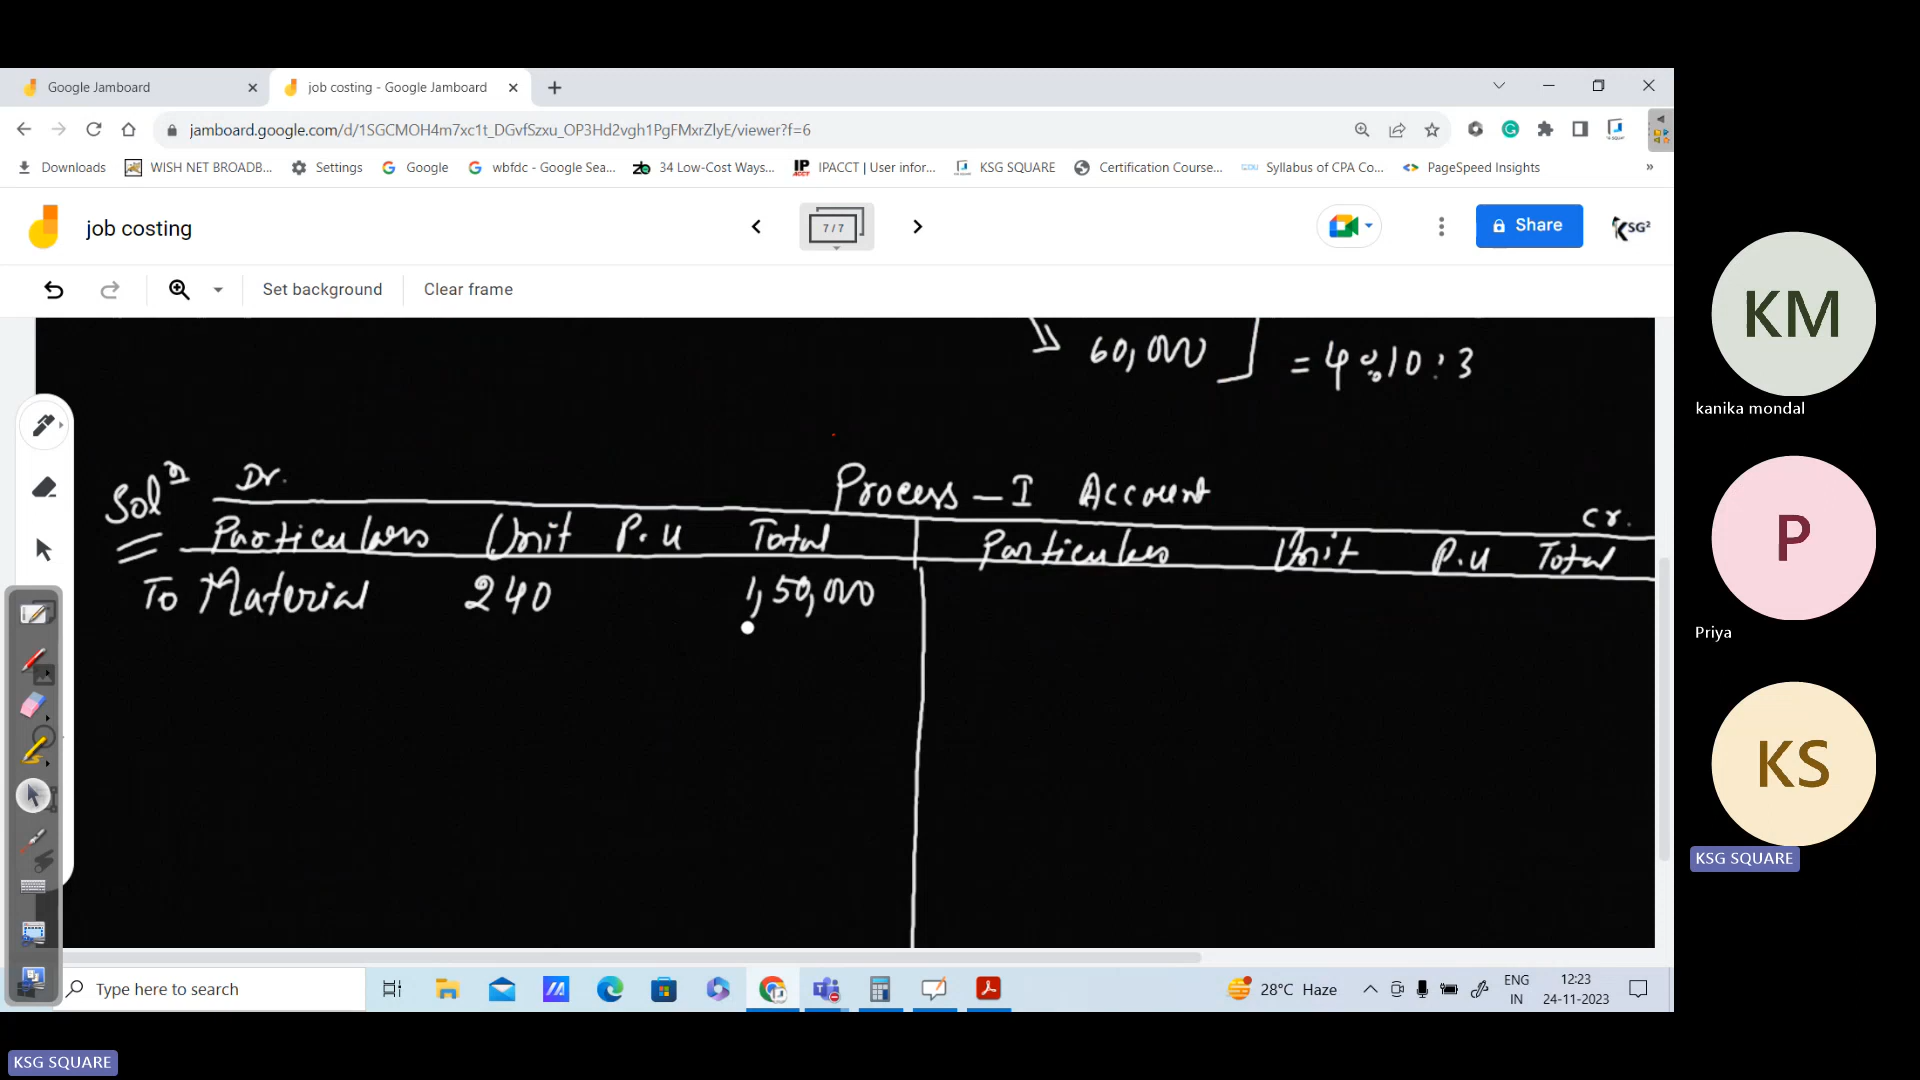 Google Jamboard
job costing - Google Jamboard
jamboard.google.com/d/1SGCMOH4m7xc1t_DGvfSzxu_OP3Hd2vgh1PgFMxrZlyE/viewer?f=6
Downloads WISH NET BROADB... Settings Google wbfdc - Google Sea... 34 Low-Cost Ways... IPACCT | User infor... KSG SQUARE Certification Course... Syllabus of CPA Co... PageSpeed Insights »
job costing
7 / 7
Share
KSG²
Set background Clear frame
60,000 = 4:10:3
Solⁿ Dr. Process - I Account Cr.
Particulars Unit P.U Total Particulars Unit P.U Total
To Material 240 1,50,000
KM
kanika mondal
P
Priya
KS
KSG SQUARE
Type here to search
28°C Haze
ENG
IN
12:23
24-11-2023
KSG SQUARE